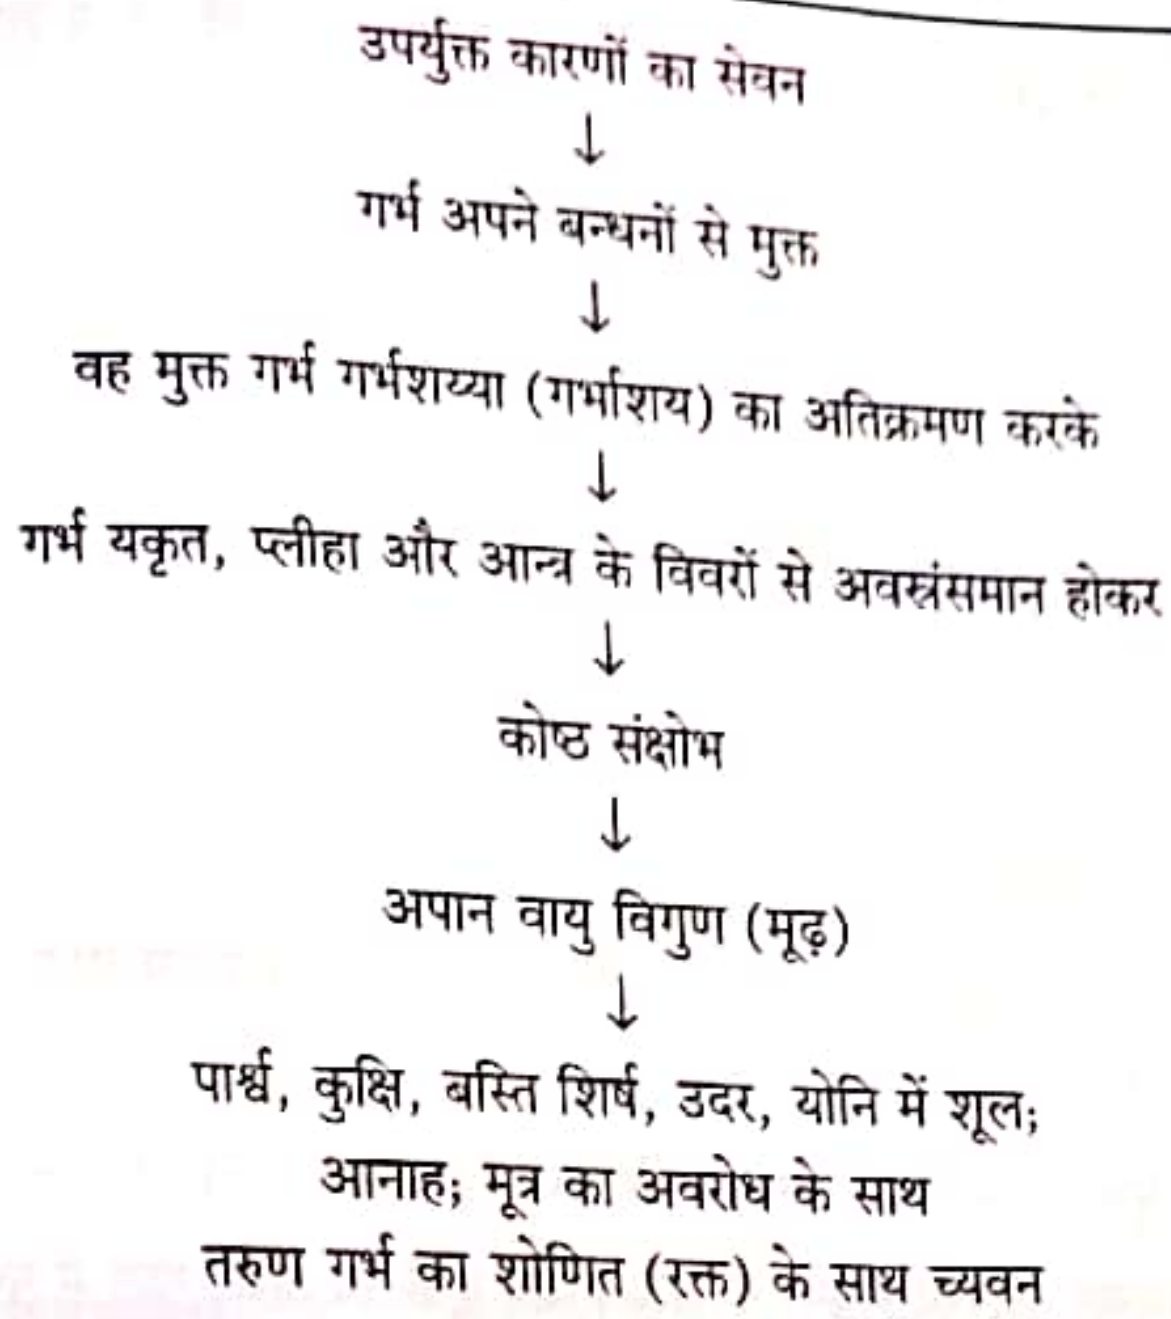 उपर्युक्त कारणों का सेवन
↓
गर्भ अपने बन्धनों से मुक्त
↓
वह मुक्त गर्भ गर्भशय्या (गर्भाशय) का अतिक्रमण करके
↓
गर्भ यकृत, प्लीहा और आन्त्र के विवरों से अवस्रंसमान होकर
↓
कोष्ठ संक्षोभ
↓
अपान वायु विगुण (मूढ़)
↓
पार्श्व, कुक्षि, बस्ति शिर्ष, उदर, योनि में शूल;
आनाह; मूत्र का अवरोध के साथ
तरुण गर्भ का शोणित (रक्त) के साथ च्यवन